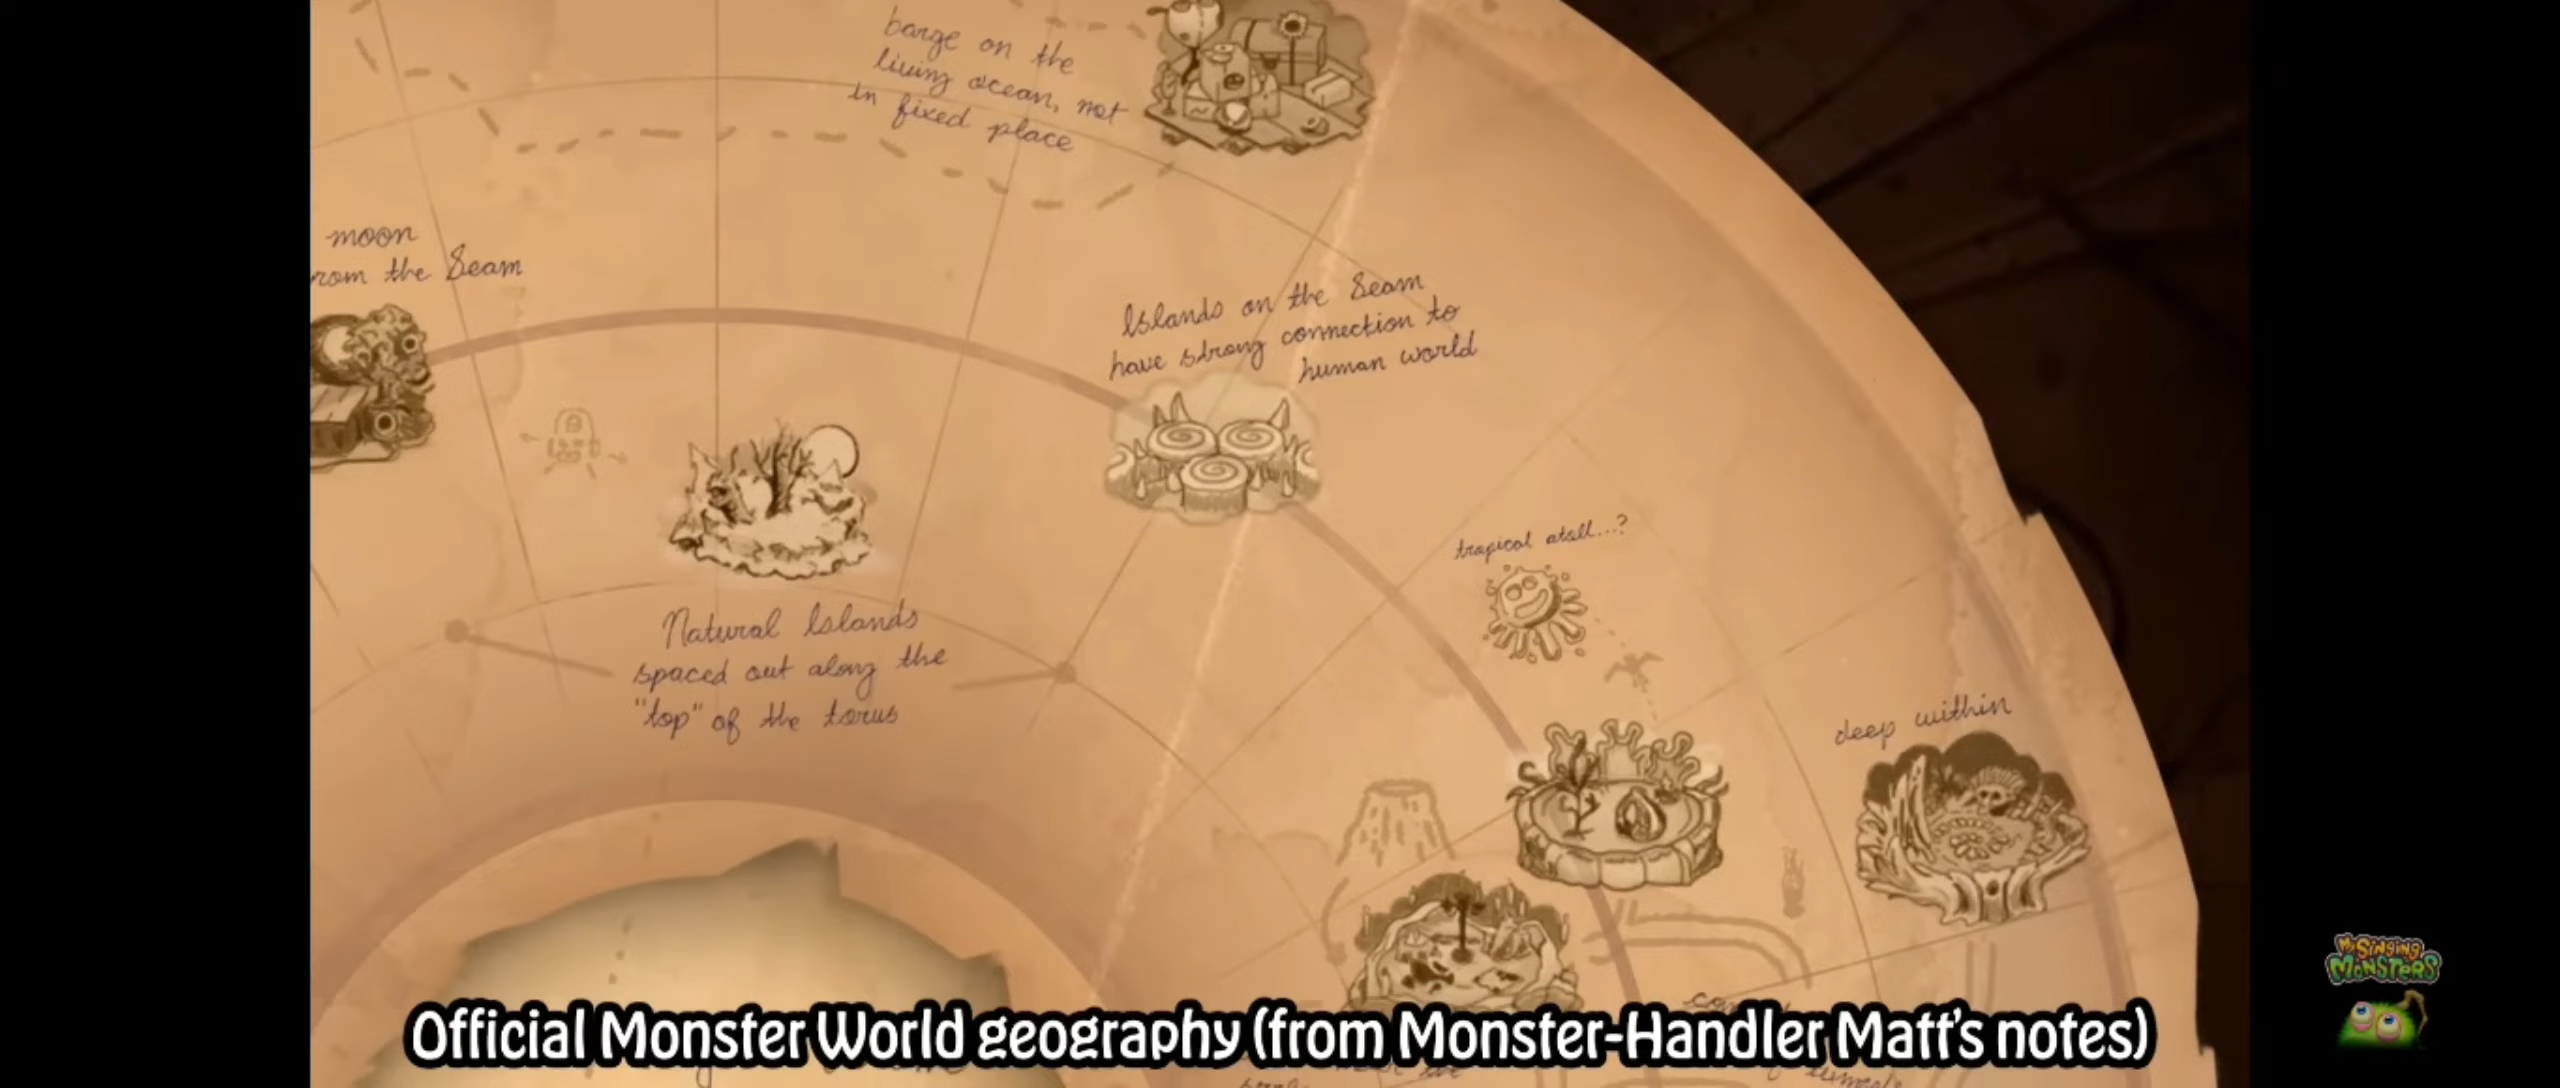 barge on the
living ocean, not
in fixed place
moon
rom the Seam
Islands on the Seam
have strong connection to
human world
tropical atoll...?
Natural Islands
spaced out along the
"top" of the torus
deep within
Official Monster World geography (from Monster-Handler Matt's notes)
My Singing
Monsters